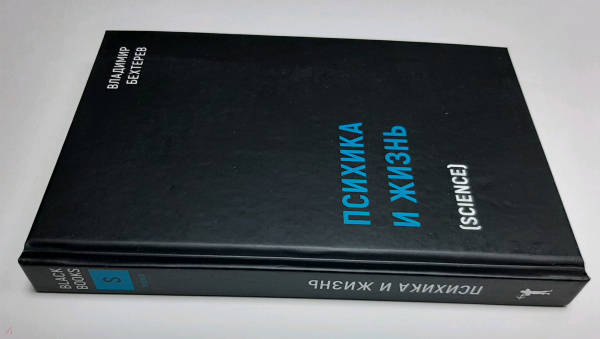 ВЛАДИМИР
БЕХТЕРЕВ
ПСИХИКА
И ЖИЗНЬ
(SCIENCE)
BLACK
BOOKS
S
ПСИХИКА И ЖИЗНЬ